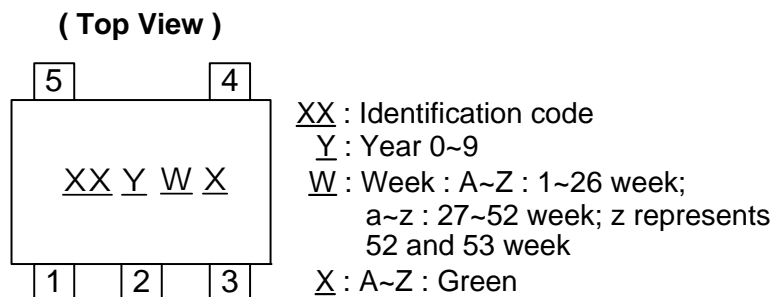 ( Top View )
5 4
XX Y W X
1 2 3
XX : Identification code
Y : Year 0~9
W : Week : A~Z : 1~26 week;
a~z : 27~52 week; z represents
52 and 53 week
X : A~Z : Green